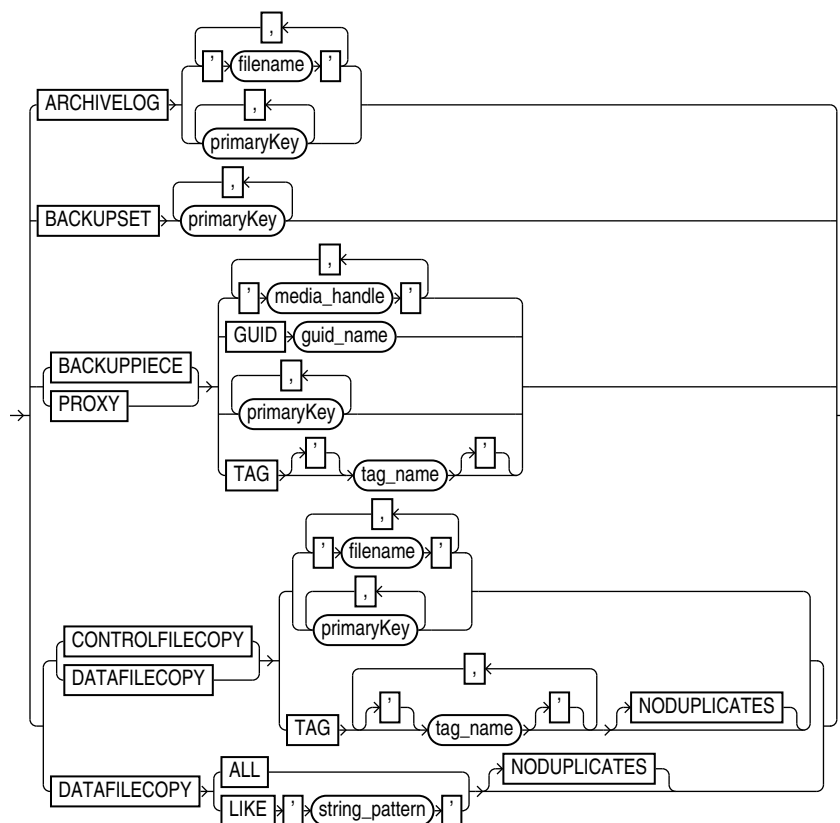 ,
' filename '
ARCHIVELOG
,
primaryKey
,
BACKUPSET primaryKey
,
' media_handle '
GUID guid_name
BACKUPPIECE
,
PROXY
primaryKey
' '
TAG tag_name
,
' filename '
,
primaryKey
CONTROLFILECOPY
,
DATAFILECOPY
' ' NODUPLICATES
TAG tag_name
NODUPLICATES
ALL
DATAFILECOPY
LIKE ' string_pattern '